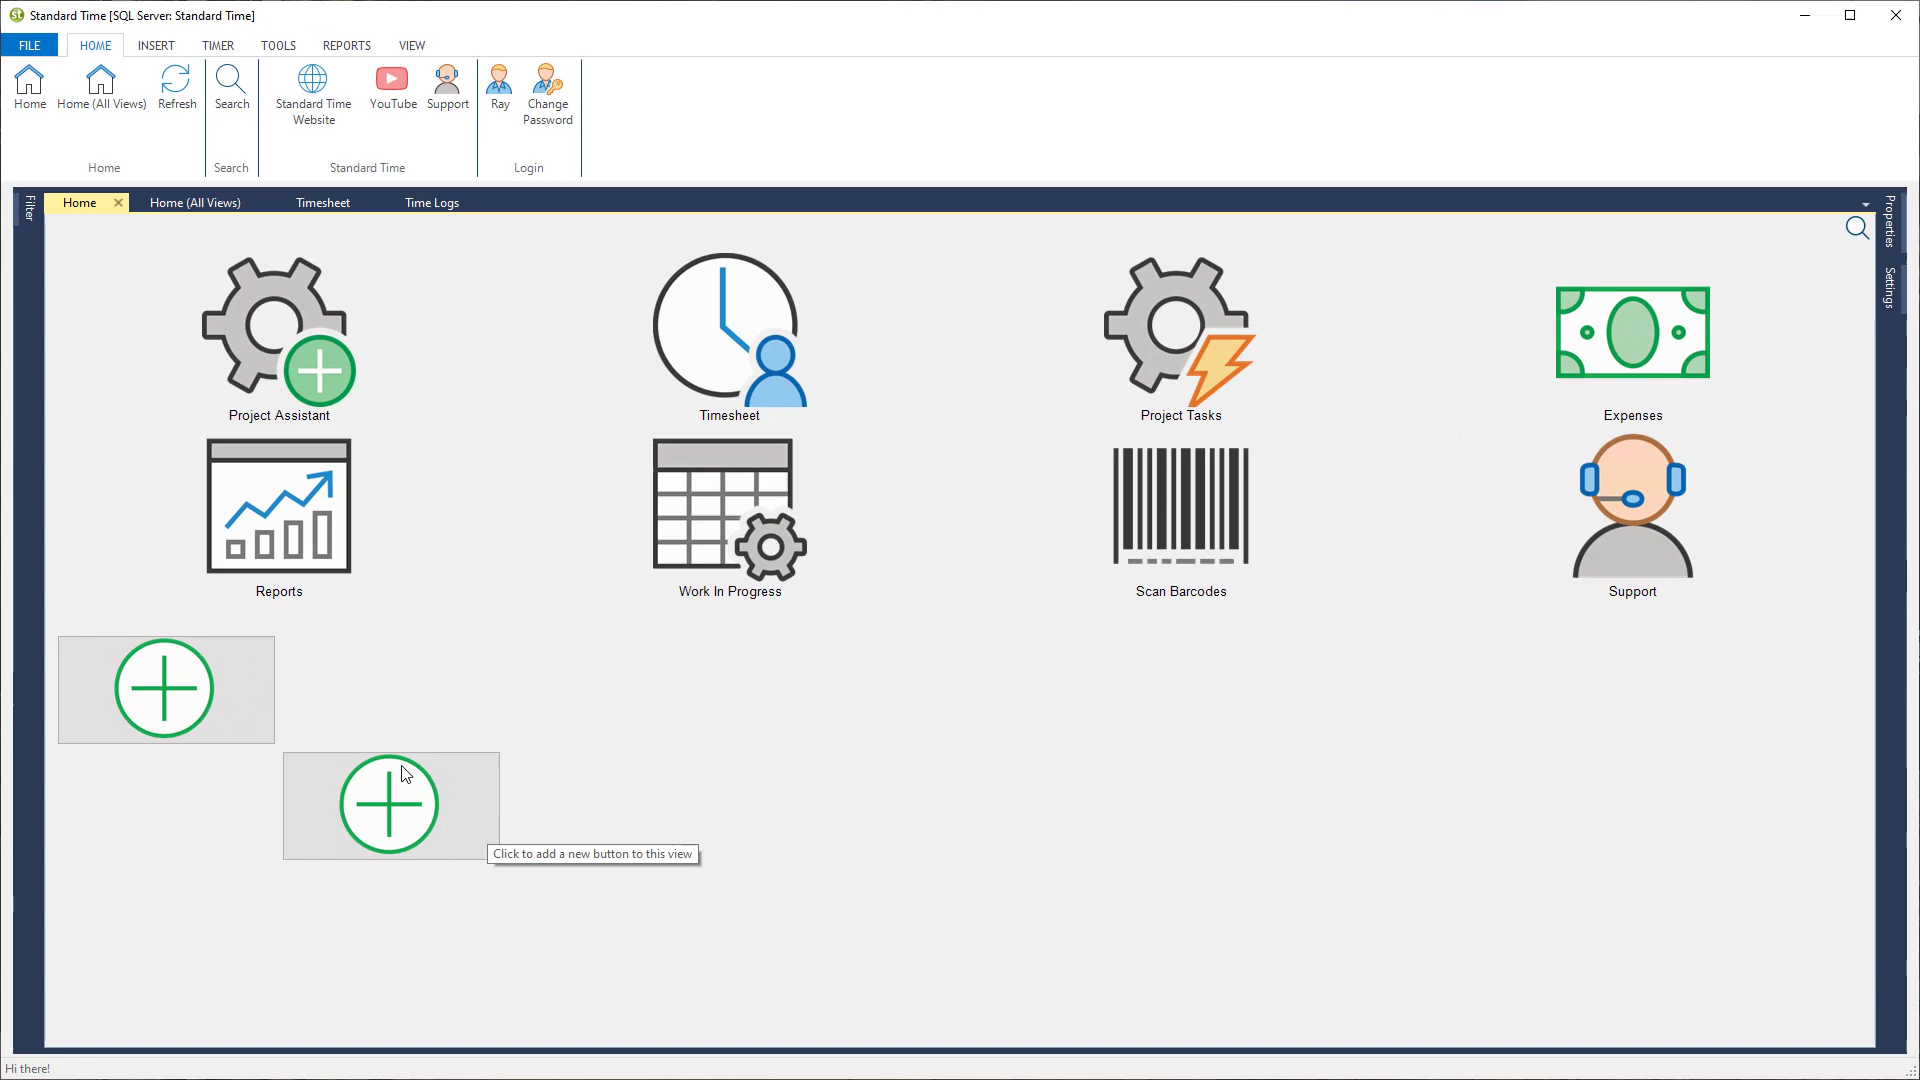 Standard Time [SQL Server: Standard Time]
FILE HOME INSERT TIMER TOOLS REPORTS VIEW
Home Home (All Views) Refresh Search Standard Time Website YouTube Support Ray Change Password
Home Search Standard Time Login
Filter
Home Home (All Views) Timesheet Time Logs
Properties
Settings
Project Assistant Timesheet Project Tasks Expenses
Reports Work In Progress Scan Barcodes Support
Click to add a new button to this view
Hi there!